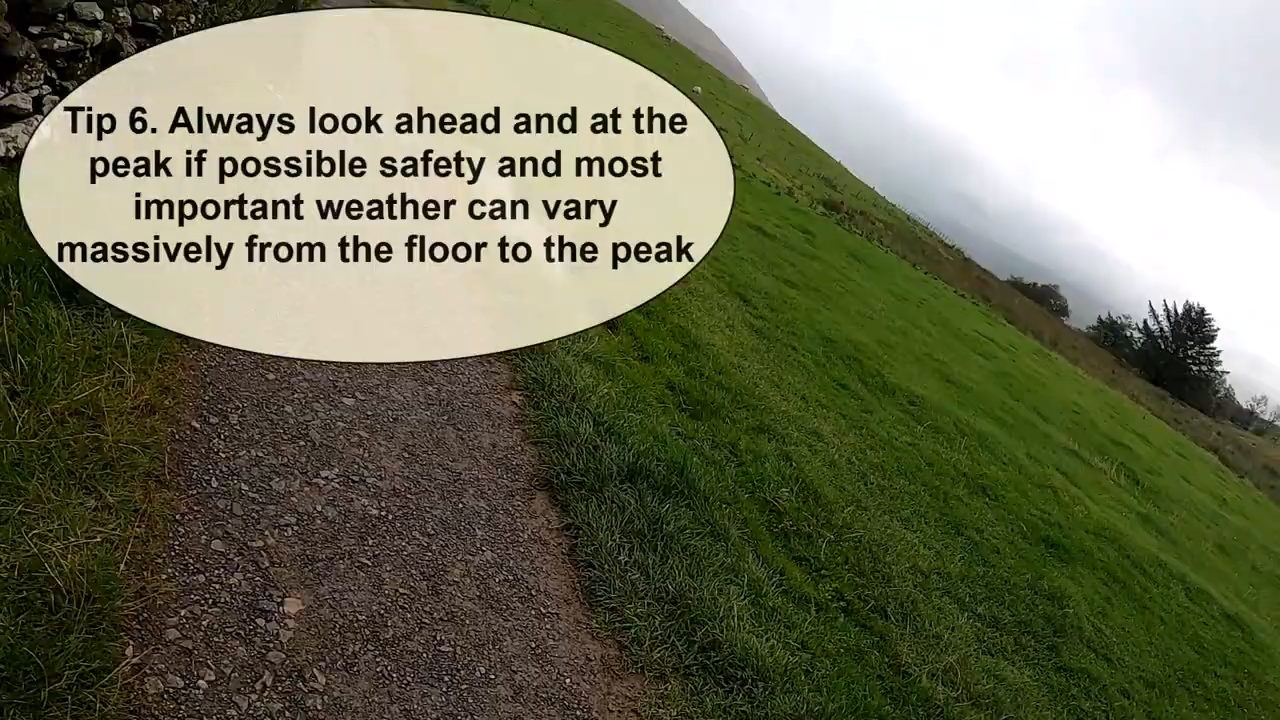 Tip 6. Always look ahead and at the
peak if possible safety and most
important weather can vary
massively from the floor to the peak